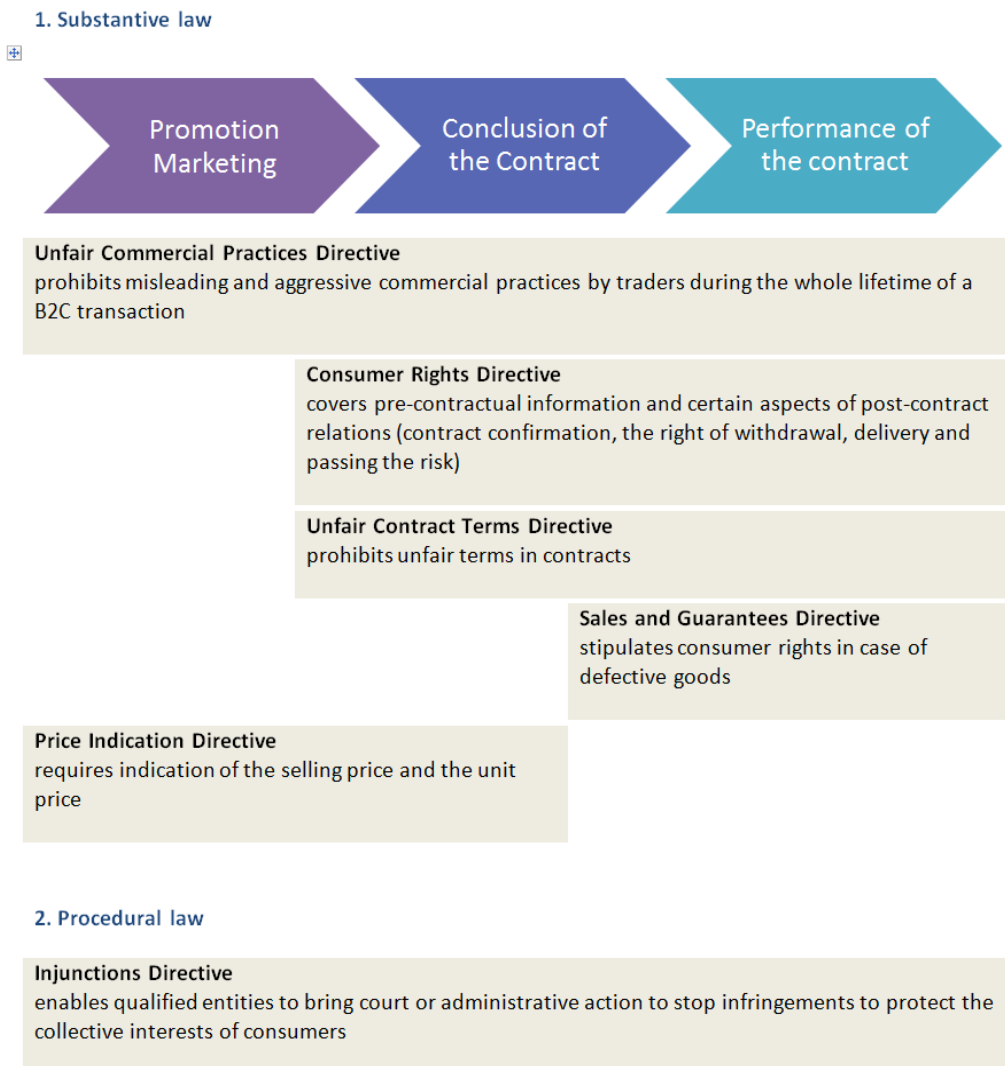 1. Substantive law
Promotion
Marketing
Conclusion of
the Contract
Performance of
the contract
Unfair Commercial Practices Directive
prohibits misleading and aggressive commercial practices by traders during the whole lifetime of a
B2C transaction
Consumer Rights Directive
covers pre-contractual information and certain aspects of post-contract
relations (contract confirmation, the right of withdrawal, delivery and
passing the risk)
Unfair Contract Terms Directive
prohibits unfair terms in contracts
Sales and Guarantees Directive
stipulates consumer rights in case of
defective goods
Price Indication Directive
requires indication of the selling price and the unit
price
2. Procedural law
Injunctions Directive
enables qualified entities to bring court or administrative action to stop infringements to protect the
collective interests of consumers